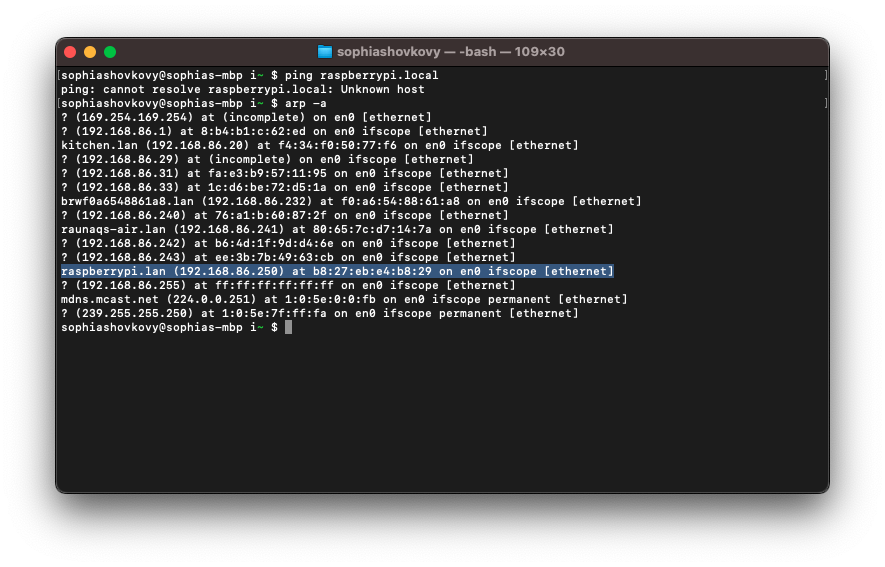 sophiashovkovy — -bash — 109×30
[sophiashovkovy@sophias-mbp i~ $ ping raspberrypi.local ]
ping: cannot resolve raspberrypi.local: Unknown host
[sophiashovkovy@sophias-mbp i~ $ arp -a ]
? (169.254.169.254) at (incomplete) on en0 [ethernet]
? (192.168.86.1) at 8:b4:b1:c:62:ed on en0 ifscope [ethernet]
kitchen.lan (192.168.86.20) at f4:34:f0:50:77:f6 on en0 ifscope [ethernet]
? (192.168.86.29) at (incomplete) on en0 ifscope [ethernet]
? (192.168.86.31) at fa:e3:b9:57:11:95 on en0 ifscope [ethernet]
? (192.168.86.33) at 1c:d6:be:72:d5:1a on en0 ifscope [ethernet]
brwf0a6548861a8.lan (192.168.86.232) at f0:a6:54:88:61:a8 on en0 ifscope [ethernet]
? (192.168.86.240) at 76:a1:b:60:87:2f on en0 ifscope [ethernet]
raunaqs-air.lan (192.168.86.241) at 80:65:7c:d7:14:7a on en0 ifscope [ethernet]
? (192.168.86.242) at b6:4d:1f:9d:d4:6e on en0 ifscope [ethernet]
? (192.168.86.243) at ee:3b:7b:49:63:cb on en0 ifscope [ethernet]
raspberrypi.lan (192.168.86.250) at b8:27:eb:e4:b8:29 on en0 ifscope [ethernet]
? (192.168.86.255) at ff:ff:ff:ff:ff:ff on en0 ifscope [ethernet]
mdns.mcast.net (224.0.0.251) at 1:0:5e:0:0:fb on en0 ifscope permanent [ethernet]
? (239.255.255.250) at 1:0:5e:7f:ff:fa on en0 ifscope permanent [ethernet]
sophiashovkovy@sophias-mbp i~ $